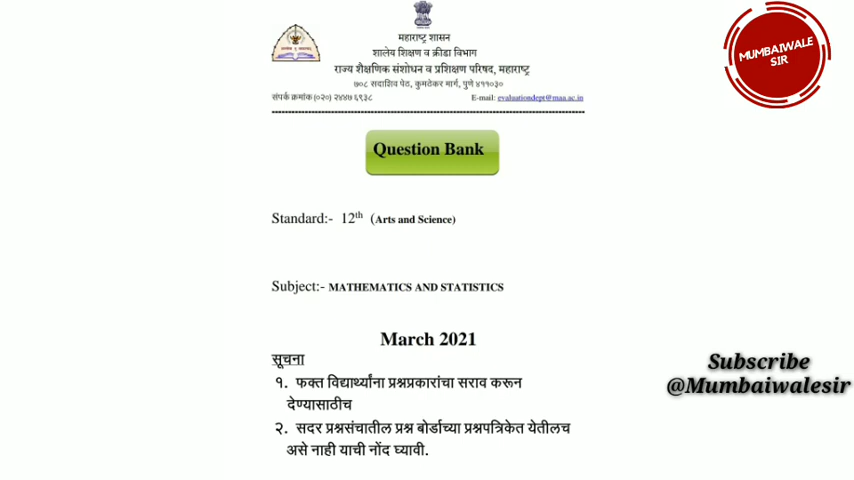 महाराष्ट्र शासन
शालेय शिक्षण व क्रीडा विभाग
राज्य शैक्षणिक संशोधन व प्रशिक्षण परिषद, महाराष्ट्र
७०८ सदाशिव पेठ, कुमठेकर मार्ग, पुणे ४११०३०
संपर्क क्रमांक (०२०) २४४७ ६९३८ E-mail: evaluationdept@maa.ac.in
MUMBAIWALE
SIR
Question Bank
Standard:- 12th (Arts and Science)
Subject:- MATHEMATICS AND STATISTICS
March 2021
सूचना
१. फक्त विद्यार्थ्यांना प्रश्नप्रकारांचा सराव करून
देण्यासाठीच
२. सदर प्रश्नसंचातील प्रश्न बोर्डाच्या प्रश्नपत्रिकेत येतीलच
असे नाही याची नोंद घ्यावी.
Subscribe
@Mumbaiwalesir